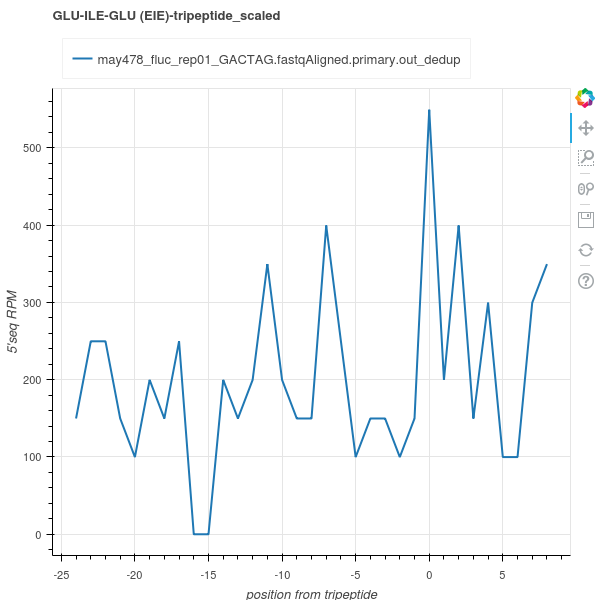 GLU-ILE-GLU (EIE)-tripeptide_scaled
may478_fluc_rep01_GACTAG.fastqAligned.primary.out_dedup
500
400
300
200
100
0
5'seq RPM
-25 -20 -15 -10 -5 0 5
position from tripeptide